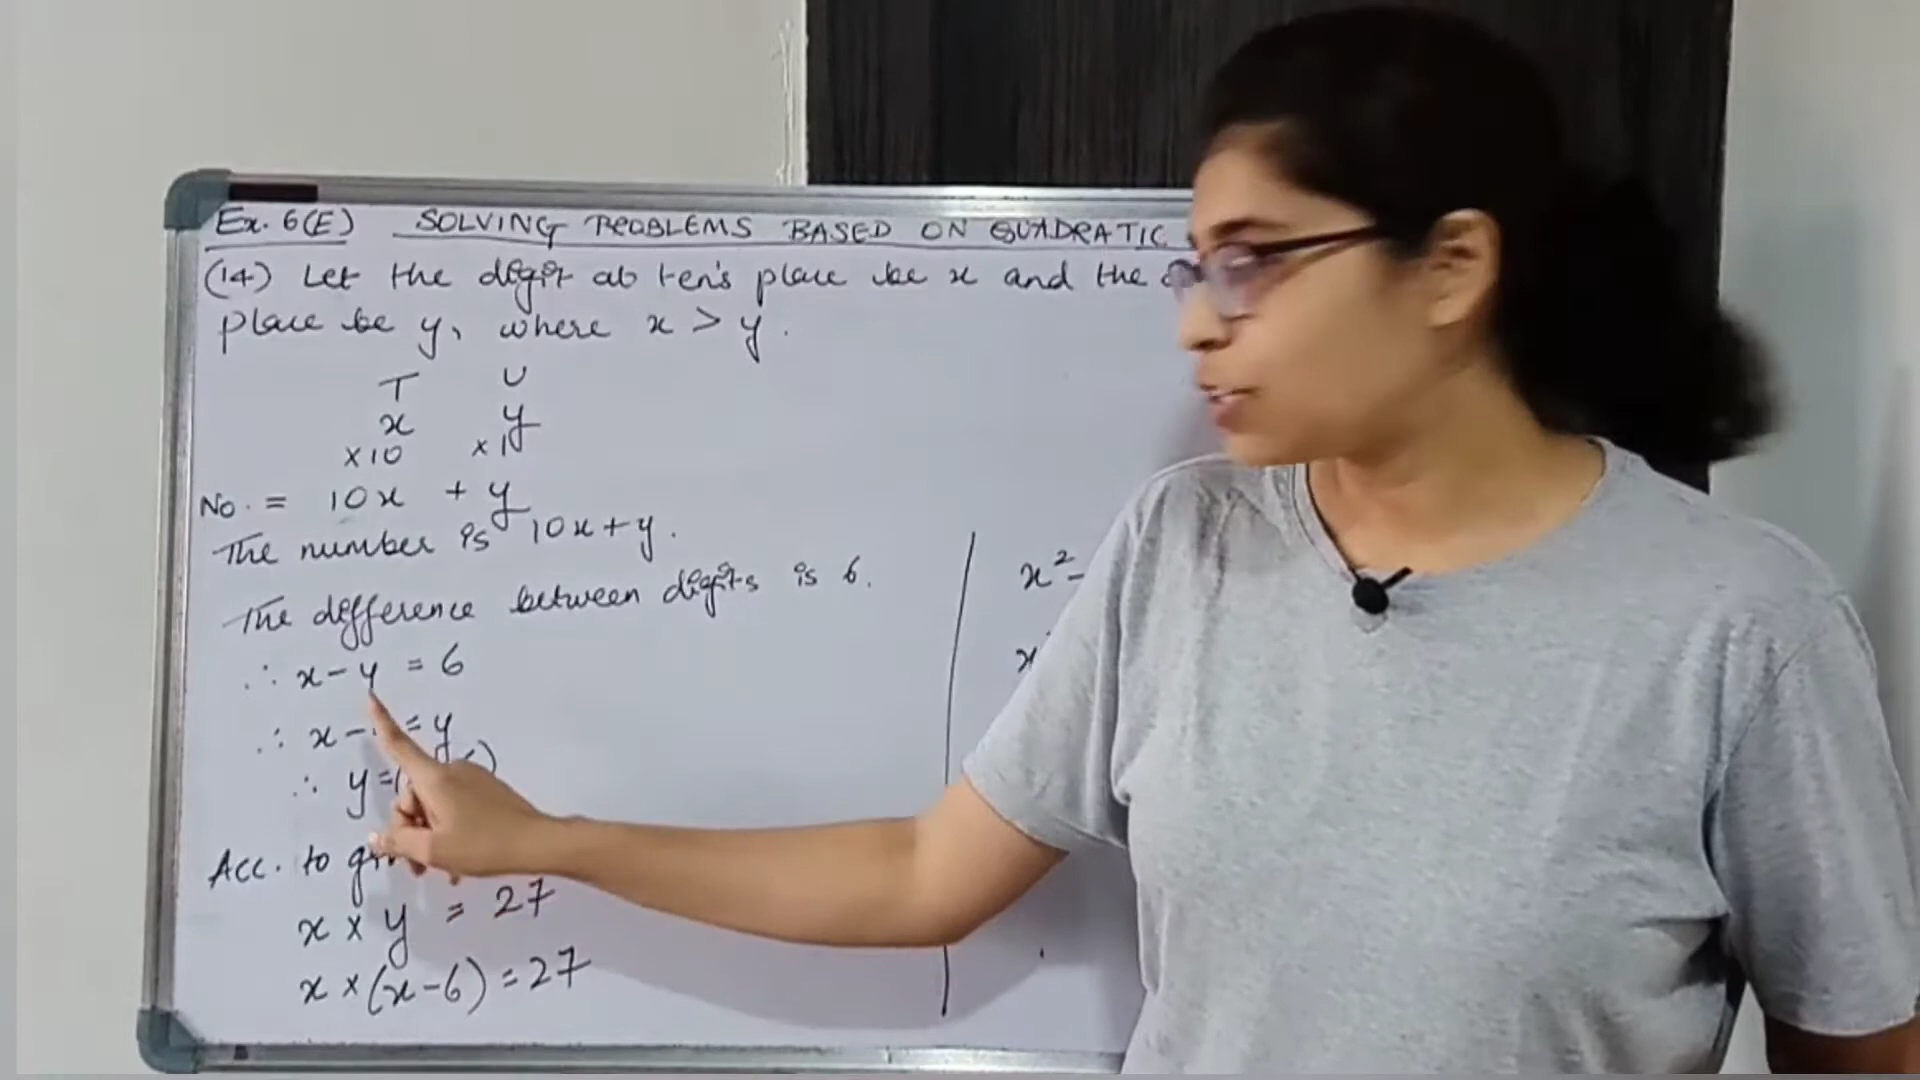 Ex. 6(E) SOLVING PROBLEMS BASED ON QUADRATIC
(14) Let the digit at ten's place be x and the
place be y, where x > y.
T U
x y
×10 ×1
No. = 10x + y
The number is 10x+y.
The difference between digits is 6.
∴ x-y = 6
∴ x- = y
∴ y=(
Acc. to
x × y = 27
x × (x-6) = 27
x²-
x